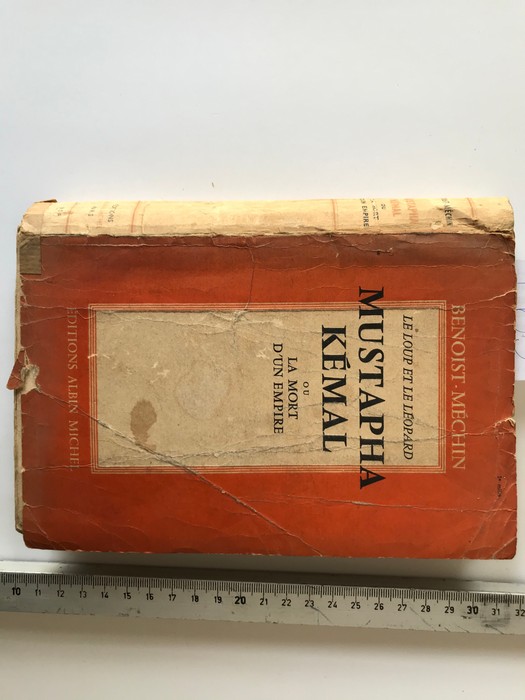 BENOIST-MÉCHIN
LE LOUP ET LE LÉOPARD
MUSTAPHA
KÉMAL
OU
LA MORT
D'UN EMPIRE
EDITIONS ALBIN MICHEL
10 11 12 13 14 15 16 17 18 19 20 21 22 23 24 25 26 27 28 29 30 31 32